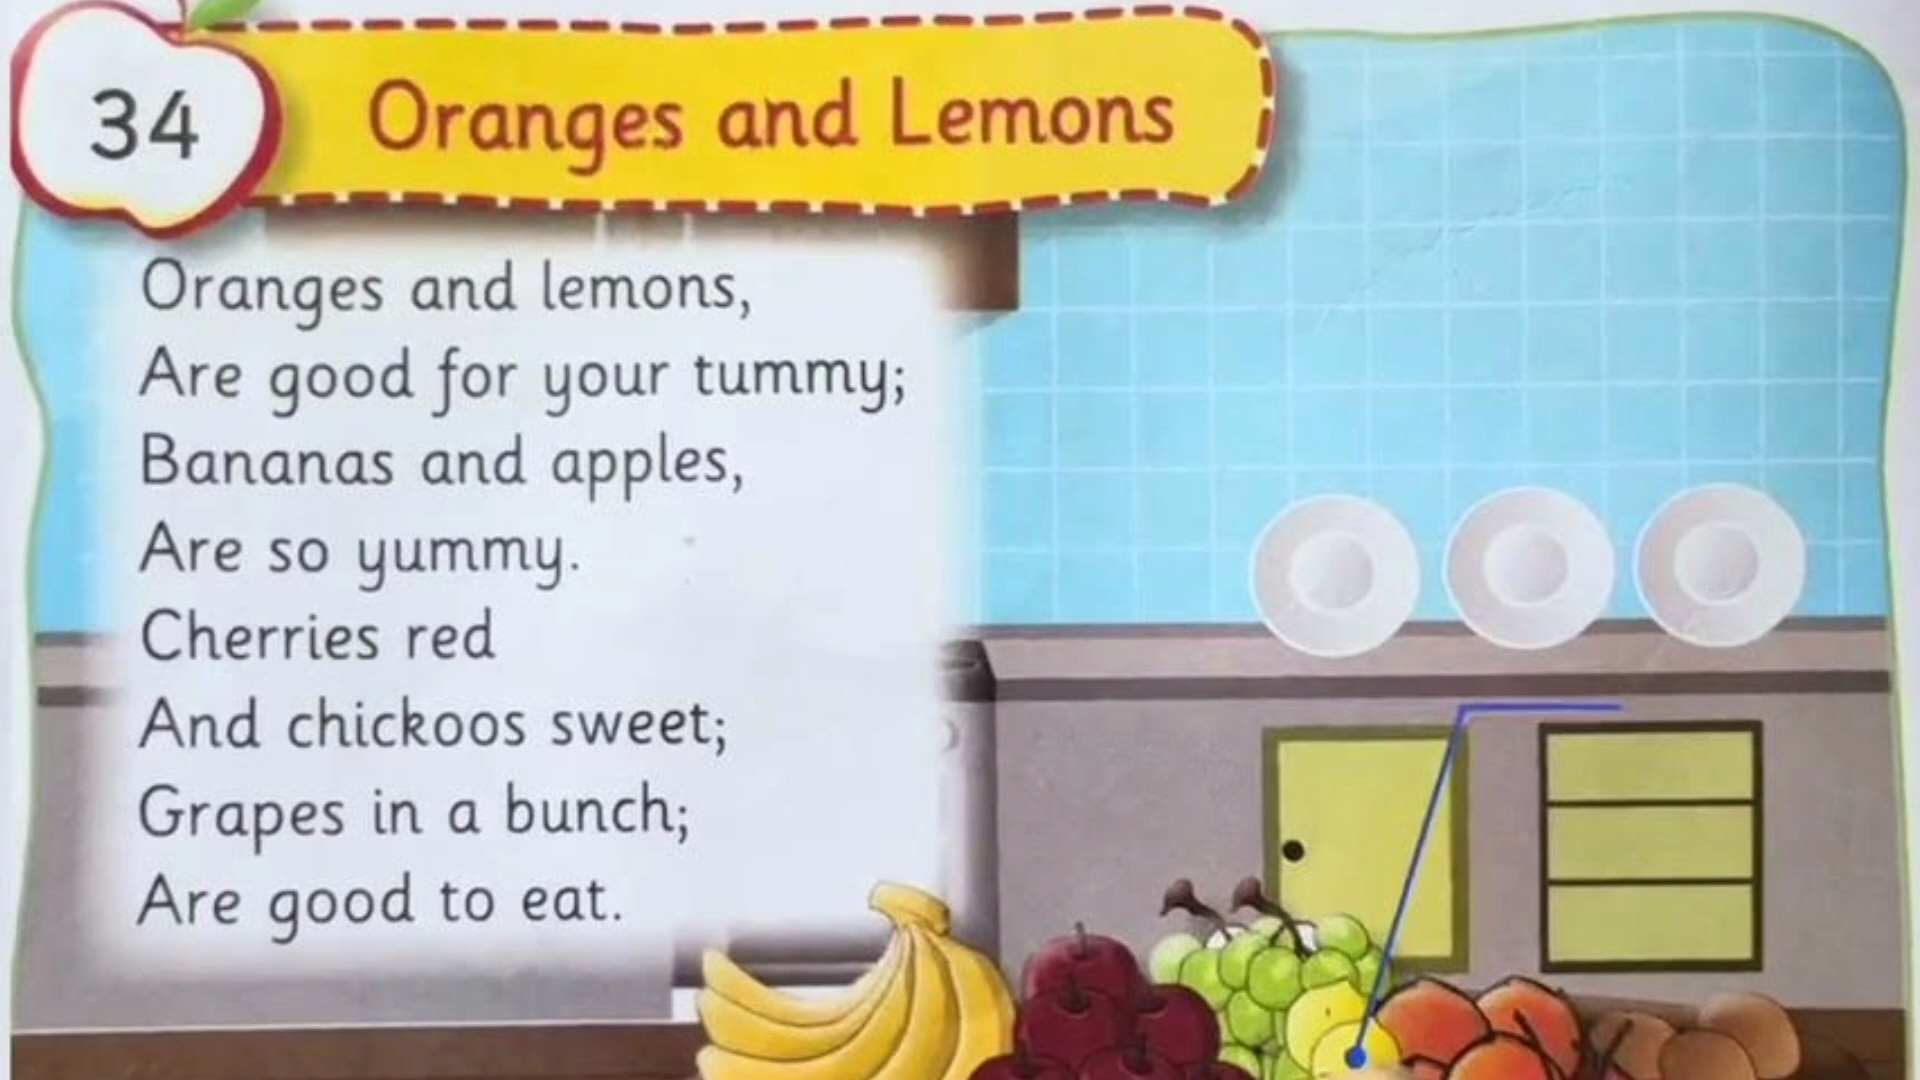 34
Oranges and Lemons
Oranges and lemons,
Are good for your tummy;
Bananas and apples,
Are so yummy.
Cherries red
And chickoos sweet;
Grapes in a bunch;
Are good to eat.